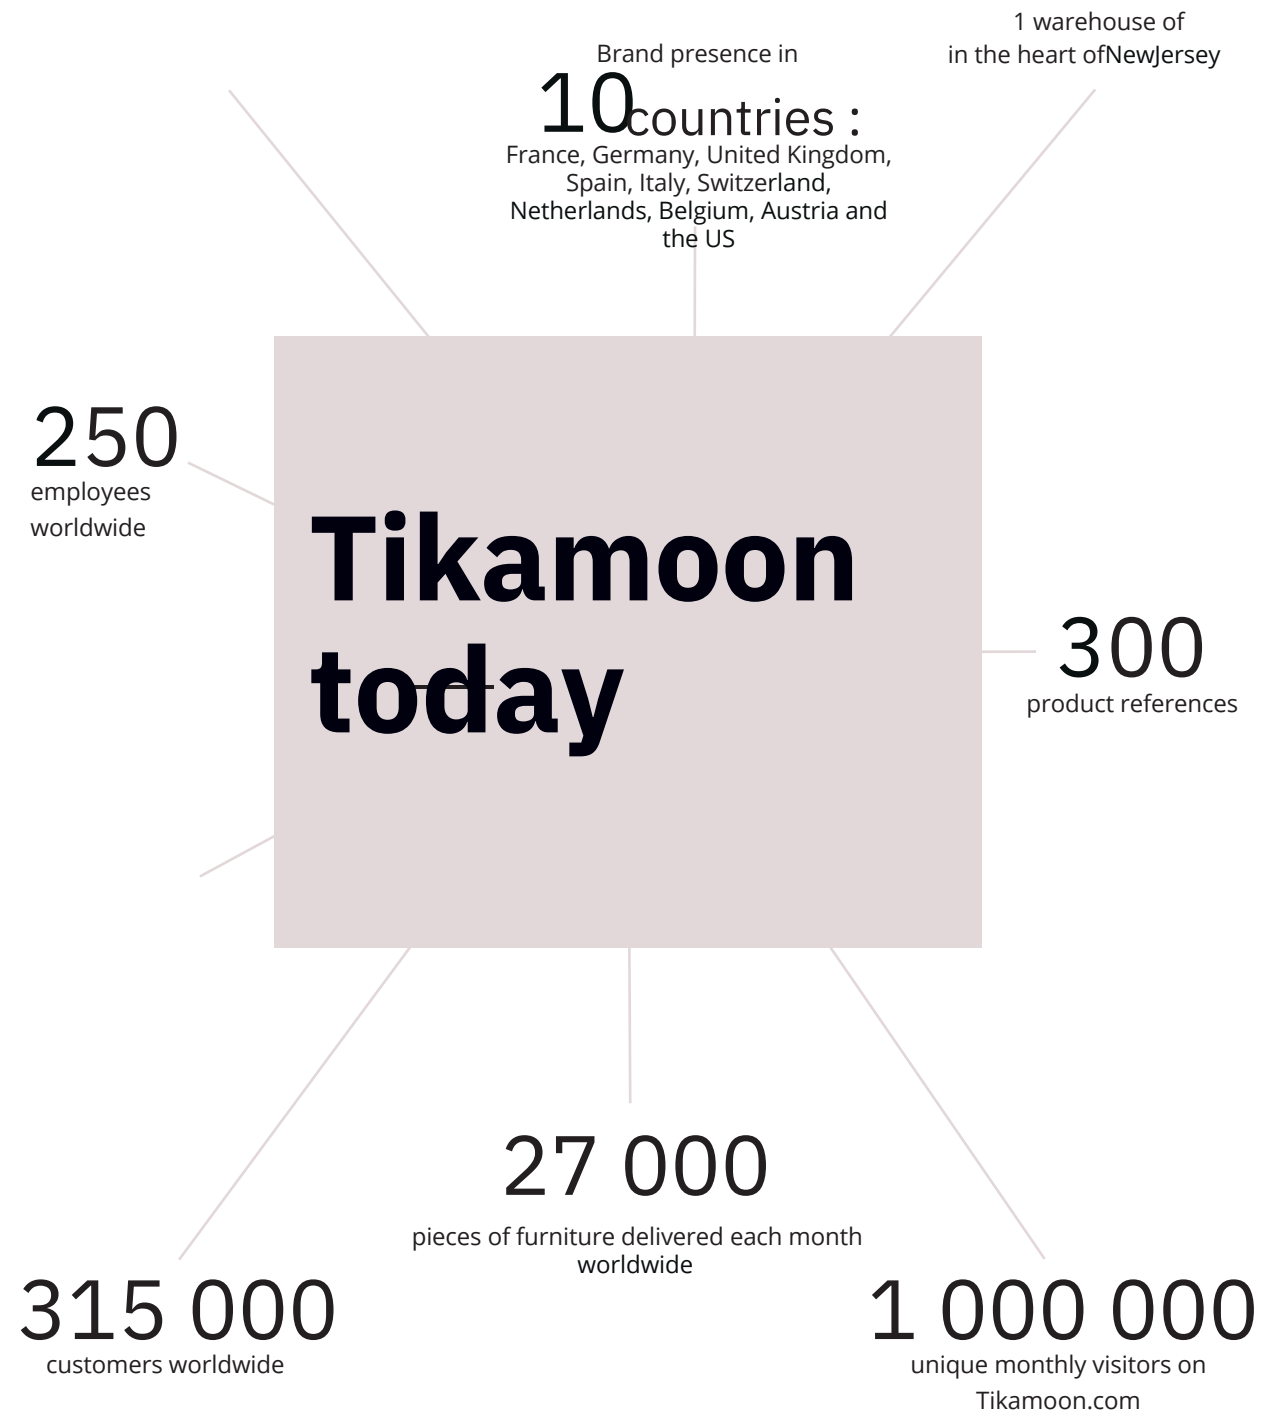 1 warehouse of
in the heart ofNewJersey
Brand presence in
10 countries :
France, Germany, United Kingdom,
Spain, Italy, Switzerland,
Netherlands, Belgium, Austria and
the US
250
employees
worldwide
Tikamoon
today
300
product references
27 000
pieces of furniture delivered each month
worldwide
315 000
customers worldwide
1 000 000
unique monthly visitors on
Tikamoon.com